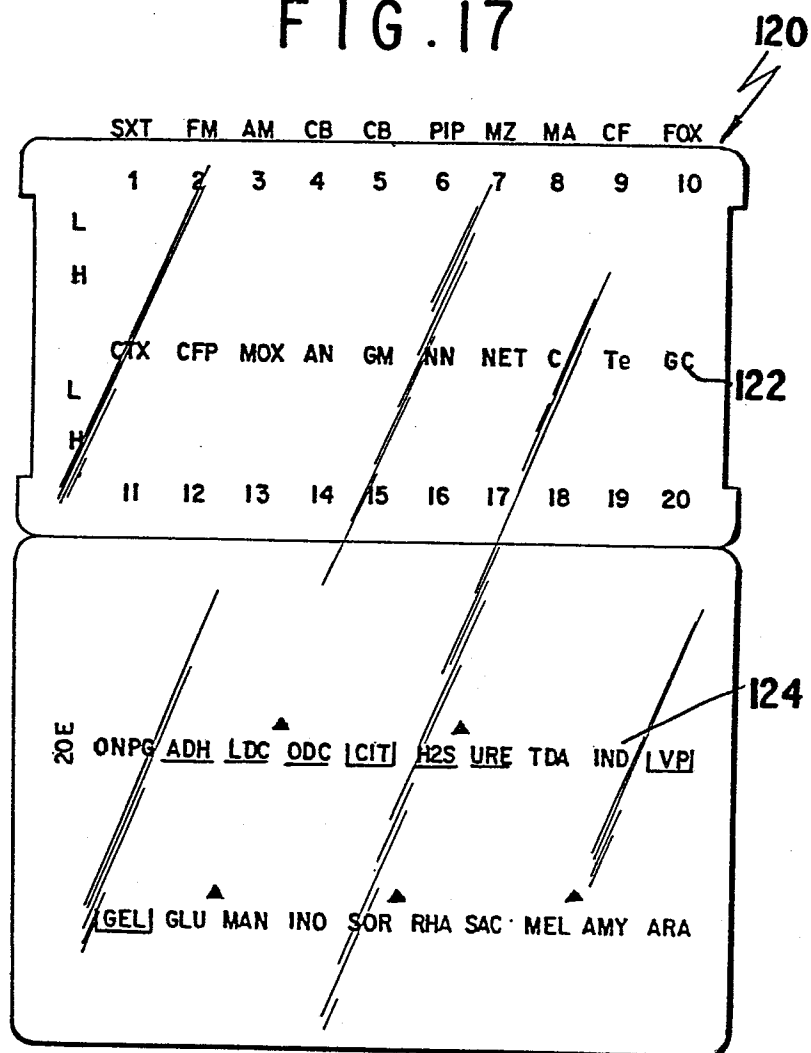 FIG. 17
120
SXT FM AM CB CB PIP MZ MA CF FOX
1 2 3 4 5 6 7 8 9 10
L
H
CTX CFP MOX AN GM NN NET C Te GC
122
L
H
11 12 13 14 15 16 17 18 19 20
124
20E ONPG ADH LDC ODC CIT H2S URE TDA IND VP
GEL GLU MAN INO SOR RHA SAC MEL AMY ARA